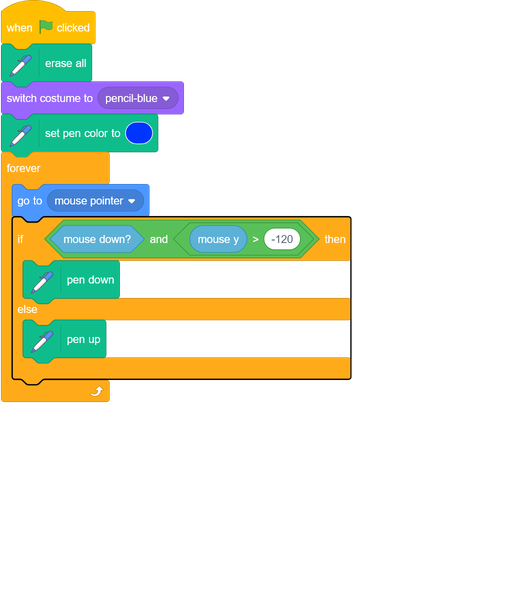 when clicked
erase all
switch costume to pencil-blue
set pen color to
forever
go to mouse pointer
if mouse down? and mouse y > -120 then
pen down
else
pen up